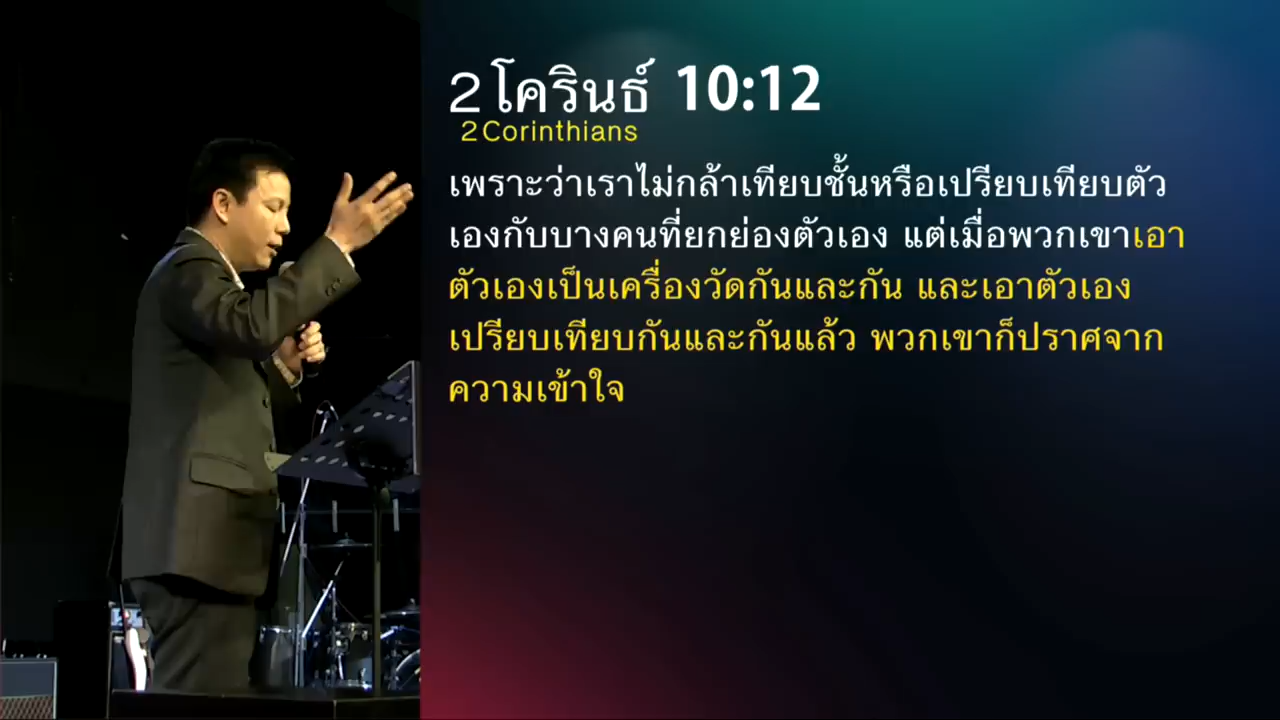 2 โครินธ์ 10:12
2 Corinthians
เพราะว่าเราไม่กล้าเทียบชั้นหรือเปรียบเทียบตัว
เองกับบางคนที่ยกย่องตัวเอง แต่เมื่อพวกเขาเอา
ตัวเองเป็นเครื่องวัดกันและกัน และเอาตัวเอง
เปรียบเทียบกันและกันแล้ว พวกเขาก็ปราศจาก
ความเข้าใจ